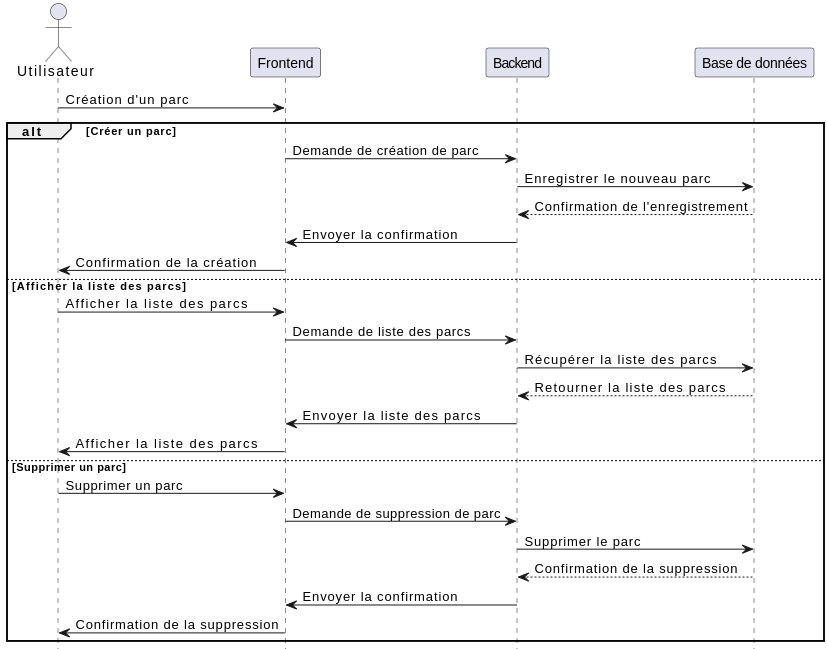 Utilisateur
Frontend
Backend
Base de données
Création d'un parc
alt
[Créer un parc]
Demande de création de parc
Enregistrer le nouveau parc
Confirmation de l'enregistrement
Envoyer la confirmation
Confirmation de la création
[Afficher la liste des parcs]
Afficher la liste des parcs
Demande de liste des parcs
Récupérer la liste des parcs
Retourner la liste des parcs
Envoyer la liste des parcs
Afficher la liste des parcs
[Supprimer un parc]
Supprimer un parc
Demande de suppression de parc
Supprimer le parc
Confirmation de la suppression
Envoyer la confirmation
Confirmation de la suppression